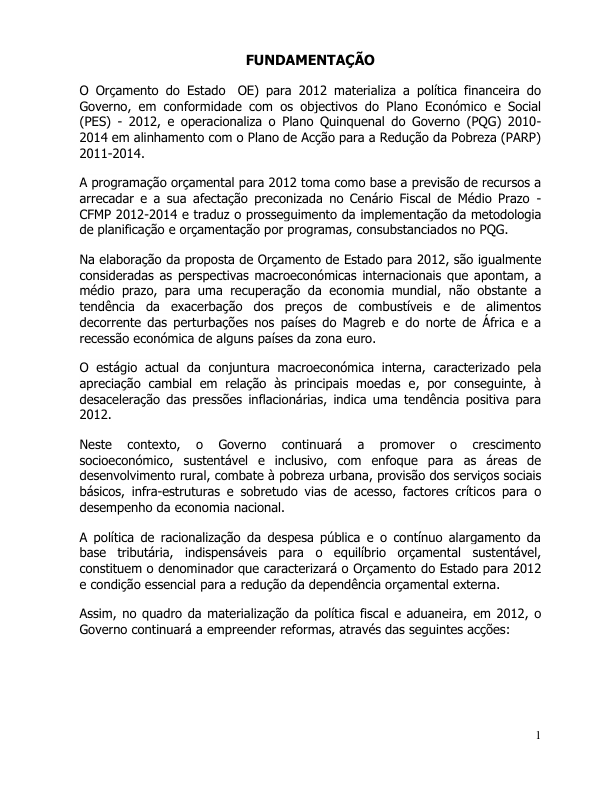 FUNDAMENTAÇÃO
O Orçamento do Estado OE) para 2012 materializa a política financeira do
Governo, em conformidade com os objectivos do Plano Económico e Social
(PES) - 2012, e operacionaliza o Plano Quinquenal do Governo (PQG) 2010-
2014 em alinhamento com o Plano de Acção para a Redução da Pobreza (PARP)
2011-2014.
A programação orçamental para 2012 toma como base a previsão de recursos a
arrecadar e a sua afectação preconizada no Cenário Fiscal de Médio Prazo -
CFMP 2012-2014 e traduz o prosseguimento da implementação da metodologia
de planificação e orçamentação por programas, consubstanciados no PQG.
Na elaboração da proposta de Orçamento de Estado para 2012, são igualmente
consideradas as perspectivas macroeconómicas internacionais que apontam, a
médio prazo, para uma recuperação da economia mundial, não obstante a
tendência da exacerbação dos preços de combustíveis e de alimentos
decorrente das perturbações nos países do Magreb e do norte de África e a
recessão económica de alguns países da zona euro.
O estágio actual da conjuntura macroeconómica interna, caracterizado pela
apreciação cambial em relação às principais moedas e, por conseguinte, à
desaceleração das pressões inflacionárias, indica uma tendência positiva para
2012.
Neste contexto, o Governo continuará a promover o crescimento
socioeconómico, sustentável e inclusivo, com enfoque para as áreas de
desenvolvimento rural, combate à pobreza urbana, provisão dos serviços sociais
básicos, infra-estruturas e sobretudo vias de acesso, factores críticos para o
desempenho da economia nacional.
A política de racionalização da despesa pública e o contínuo alargamento da
base tributária, indispensáveis para o equilíbrio orçamental sustentável,
constituem o denominador que caracterizará o Orçamento do Estado para 2012
e condição essencial para a redução da dependência orçamental externa.
Assim, no quadro da materialização da política fiscal e aduaneira, em 2012, o
Governo continuará a empreender reformas, através das seguintes acções:
1